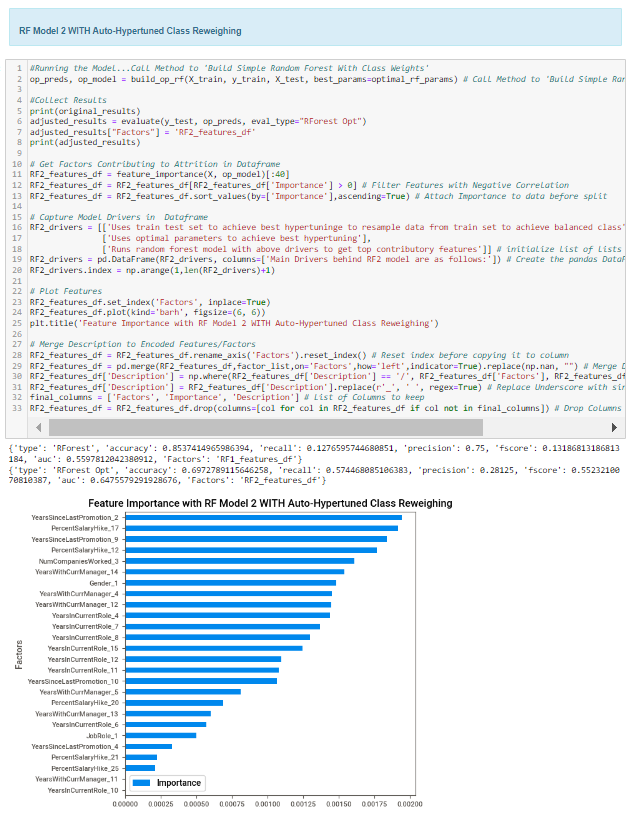 RF Model 2 WITH Auto-Hypertuned Class Reweighing
1 #Running the Model...Call Method to 'Build Simple Random Forest With Class Weights'
2 op_preds, op_model = build_op_rf(X_train, y_train, X_test, best_params=optimal_rf_params) # Call Method to 'Build Simple Rar
3
4 #Collect Results
5 print(original_results)
6 adjusted_results = evaluate(y_test, op_preds, eval_type="RForest Opt")
7 adjusted_results["Factors"] = 'RF2_features_df'
8 print(adjusted_results)
9
10 # Get Factors Contributing to Attrition in Dataframe
11 RF2_features_df = feature_importance(X, op_model)[:40]
12 RF2_features_df = RF2_features_df[RF2_features_df['Importance'] > 0] # Filter Features with Negative Correlation
13 RF2_features_df = RF2_features_df.sort_values(by=['Importance'],ascending=True) # Attach Importance to data before split
14
15 # Capture Model Drivers in Dataframe
16 RF2_drivers = [['Uses train test set to achieve best hypertuninge to resample data from train set to achieve balanced class'
17 ['Uses optimal parameters to achieve best hypertuning'],
18 ['Runs random forest model with above drivers to get top contributory features']] # initialize list of lists
19 RF2_drivers = pd.DataFrame(RF2_drivers, columns=['Main Drivers behind RF2 model are as follows:']) # Create the pandas DataF
20 RF2_drivers.index = np.arange(1,len(RF2_drivers)+1)
21
22 # Plot Features
23 RF2_features_df.set_index('Factors', inplace=True)
24 RF2_features_df.plot(kind='barh', figsize=(6, 6))
25 plt.title('Feature Importance with RF Model 2 WITH Auto-Hypertuned Class Reweighing')
26
27 # Merge Description to Encoded Features/Factors
28 RF2_features_df = RF2_features_df.rename_axis('Factors').reset_index() # Reset index before copying it to column
29 RF2_features_df = pd.merge(RF2_features_df,factor_list,on='Factors',how='left',indicator=True).replace(np.nan, "") # Merge D
30 RF2_features_df['Description'] = np.where(RF2_features_df['Description'] == '/', RF2_features_df['Factors'], RF2_features_df
31 RF2_features_df['Description'] = RF2_features_df['Description'].replace(r'_', ' ', regex=True) # Replace Underscore with sir
32 final_columns = ['Factors', 'Importance', 'Description'] # List of Columns to keep
33 RF2_features_df = RF2_features_df.drop(columns=[col for col in RF2_features_df if col not in final_columns]) # Drop Columns
{'type': 'RForest', 'accuracy': 0.8537414965986394, 'recall': 0.1276595744680851, 'precision': 0.75, 'fscore': 0.13186813186813
184, 'auc': 0.5597812042380912, 'Factors': 'RF1_features_df'}
{'type': 'RForest Opt', 'accuracy': 0.6972789115646258, 'recall': 0.574468085106383, 'precision': 0.28125, 'fscore': 0.55232100
70810387, 'auc': 0.6475579291928676, 'Factors': 'RF2_features_df'}
Feature Importance with RF Model 2 WITH Auto-Hypertuned Class Reweighing
YearsSinceLastPromotion_2
PercentSalaryHike_17
YearsSinceLastPromotion_9
PercentSalaryHike_12
NumCompaniesWorked_3
YearsWithCurrManager_14
Gender_1
YearsWithCurrManager_4
YearsWithCurrManager_12
YearsInCurrentRole_4
YearsInCurrentRole_7
YearsInCurrentRole_8
YearsInCurrentRole_15
YearsInCurrentRole_12
YearsInCurrentRole_11
YearsSinceLastPromotion_10
YearsWithCurrManager_5
PercentSalaryHike_20
YearsWithCurrManager_13
YearsInCurrentRole_6
JobRole_1
YearsSinceLastPromotion_4
PercentSalaryHike_21
PercentSalaryHike_25
YearsWithCurrManager_11
YearsInCurrentRole_10
Factors
Importance
0.00000 0.00025 0.00050 0.00075 0.00100 0.00125 0.00150 0.00175 0.00200